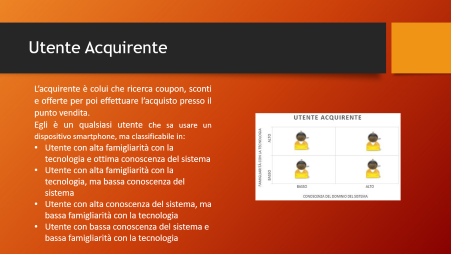 Utente Acquirente
L'acquirente è colui che ricerca coupon, sconti
e offerte per poi effettuare l'acquisto presso il
punto vendita.
Egli è un qualsiasi utente che sa usare un
dispositivo smartphone, ma classificabile in:
• Utente con alta famigliarità con la
tecnologia e ottima conoscenza del sistema
• Utente con alta famigliarità con la
tecnologia, ma bassa conoscenza del
sistema
• Utente con alta conoscenza del sistema, ma
bassa famigliarità con la tecnologia
• Utente con bassa conoscenza del sistema e
bassa famigliarità con la tecnologia
UTENTE ACQUIRENTE
FAMIGLIARITÀ CON LA TECNOLOGIA
ALTO
BASSO
BASSO ALTO
CONOSCENZA DEL DOMINIO DEL SISTEMA